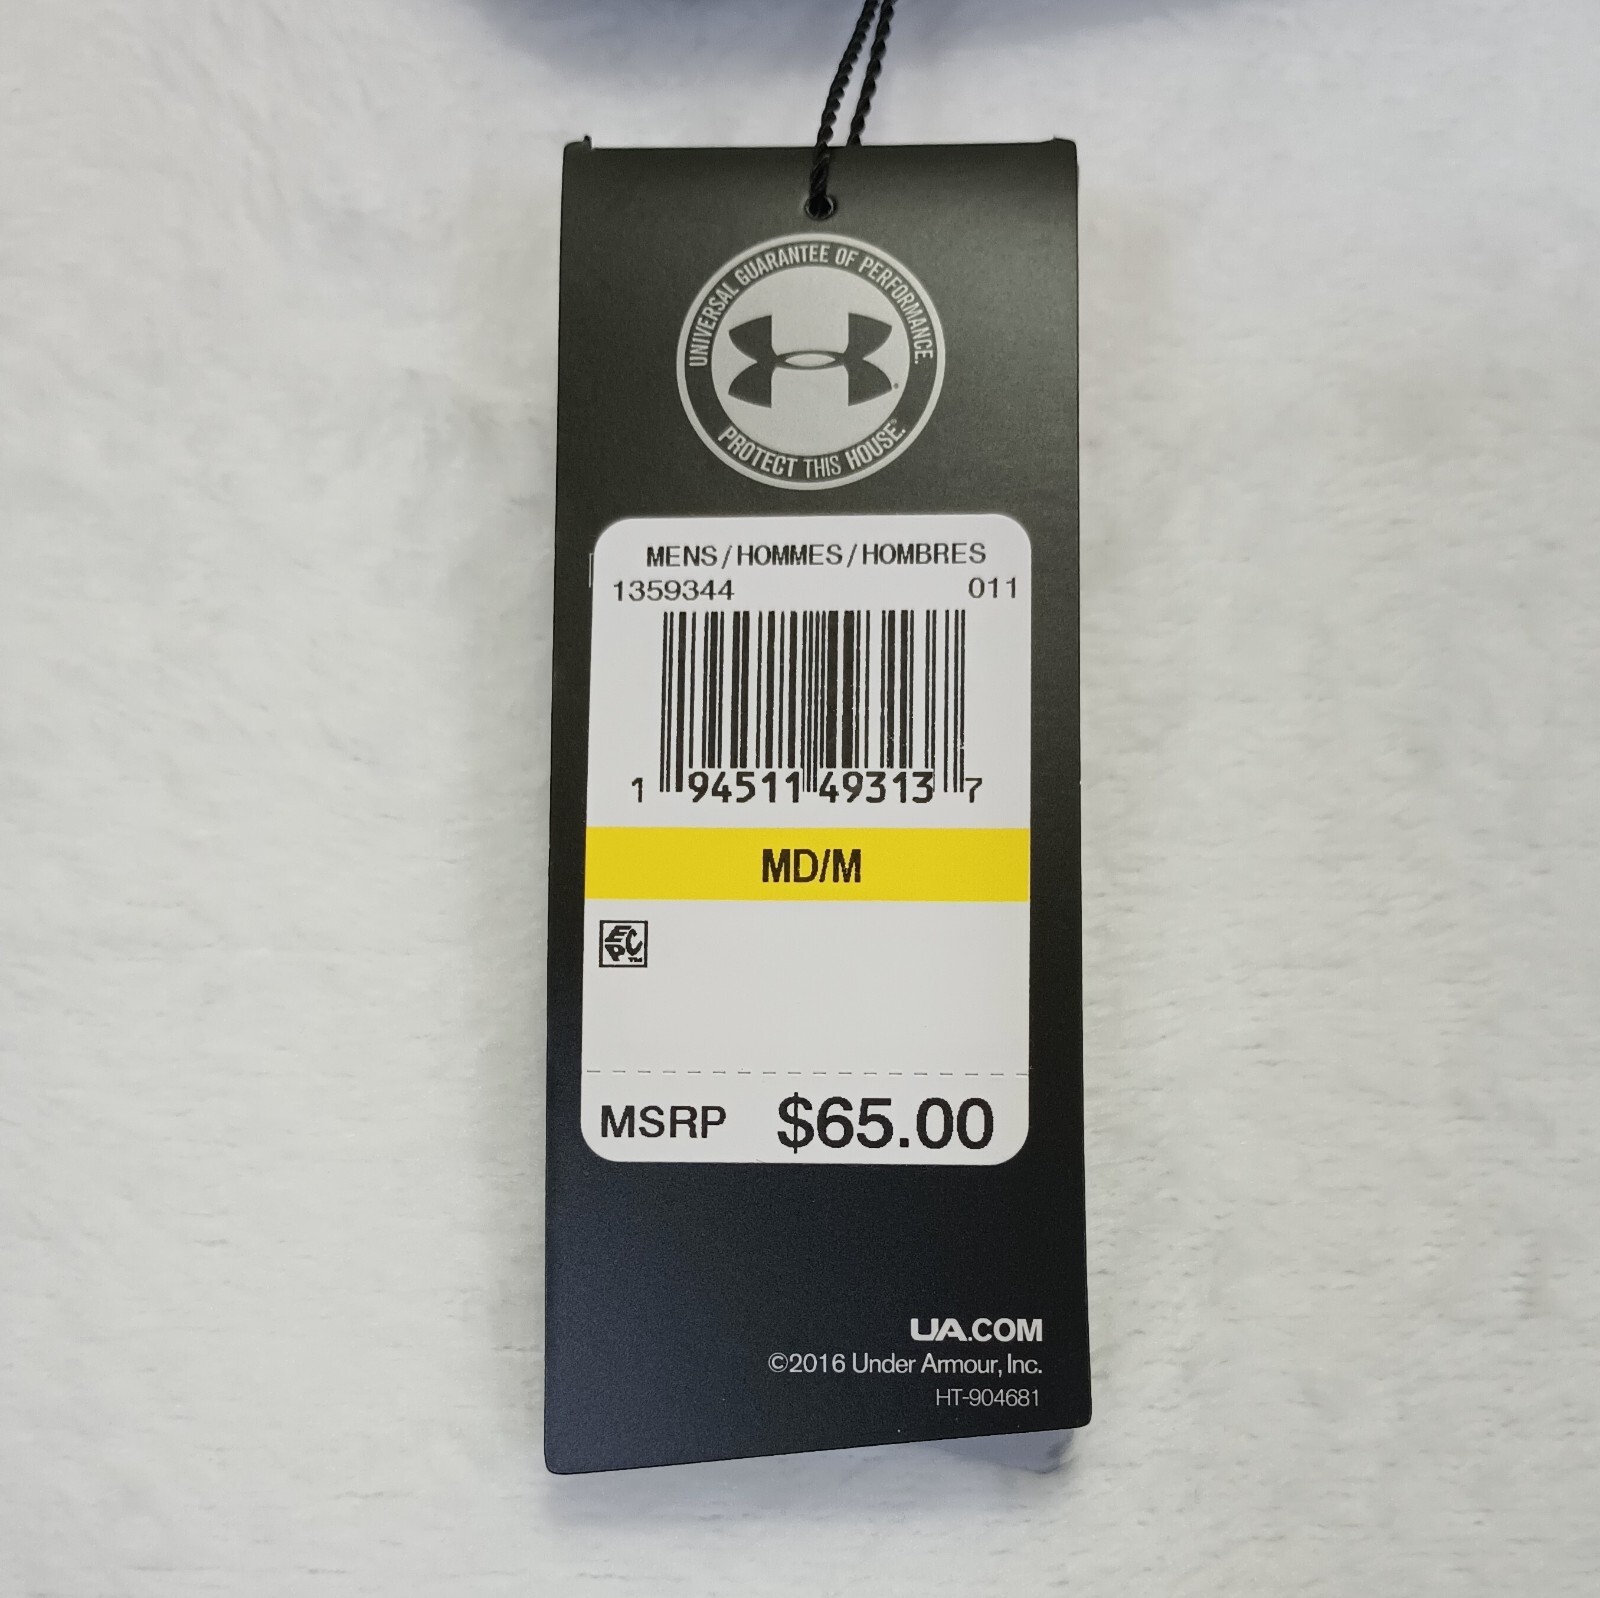 UNIVERSAL GUARANTEE OF PERFORMANCE.
PROTECT THIS HOUSE.
MENS/HOMMES/HOMBRES
1359344 011
1 94511 49313 7
MD/M
EPC™
MSRP $65.00
UA.COM
©2016 Under Armour, Inc.
HT-904681